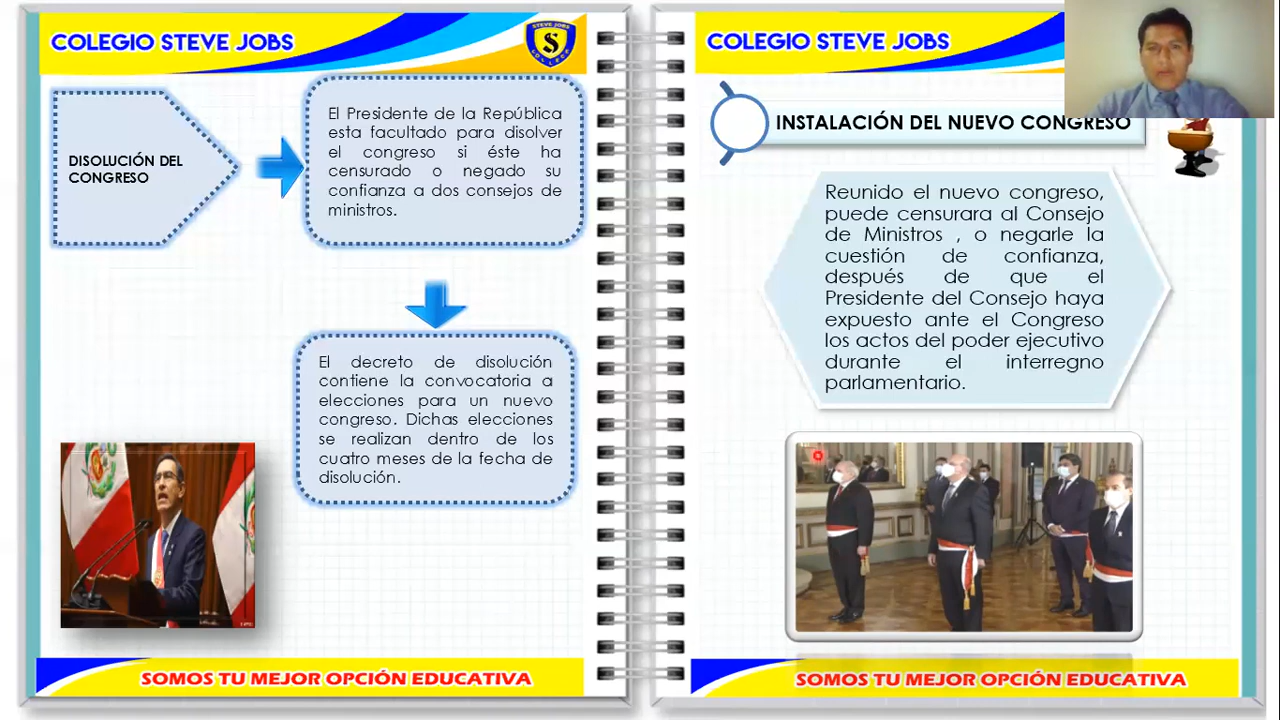 COLEGIO STEVE JOBS
STEVE JOBS
S
COLLEGE
DISOLUCIÓN DEL
CONGRESO
El Presidente de la República
esta facultado para disolver
el congreso si este ha
censurado o negado su
confianza a dos consejos de
ministros.
El decreto de disolución
contiene la convocatoria a
elecciones para un nuevo
congreso. Dichas elecciones
se realizan dentro de los
cuatro meses de la fecha de
disolución.
SOMOS TU MEJOR OPCIÓN EDUCATIVA
COLEGIO STEVE JOBS
INSTALACIÓN DEL NUEVO CONGRESO
Reunido el nuevo congreso,
puede censurara al Consejo
de Ministros , o negarle la
cuestión de confianza,
después de que el
Presidente del Consejo haya
expuesto ante el Congreso
los actos del poder ejecutivo
durante el interregno
parlamentario.
SOMOS TU MEJOR OPCIÓN EDUCATIVA